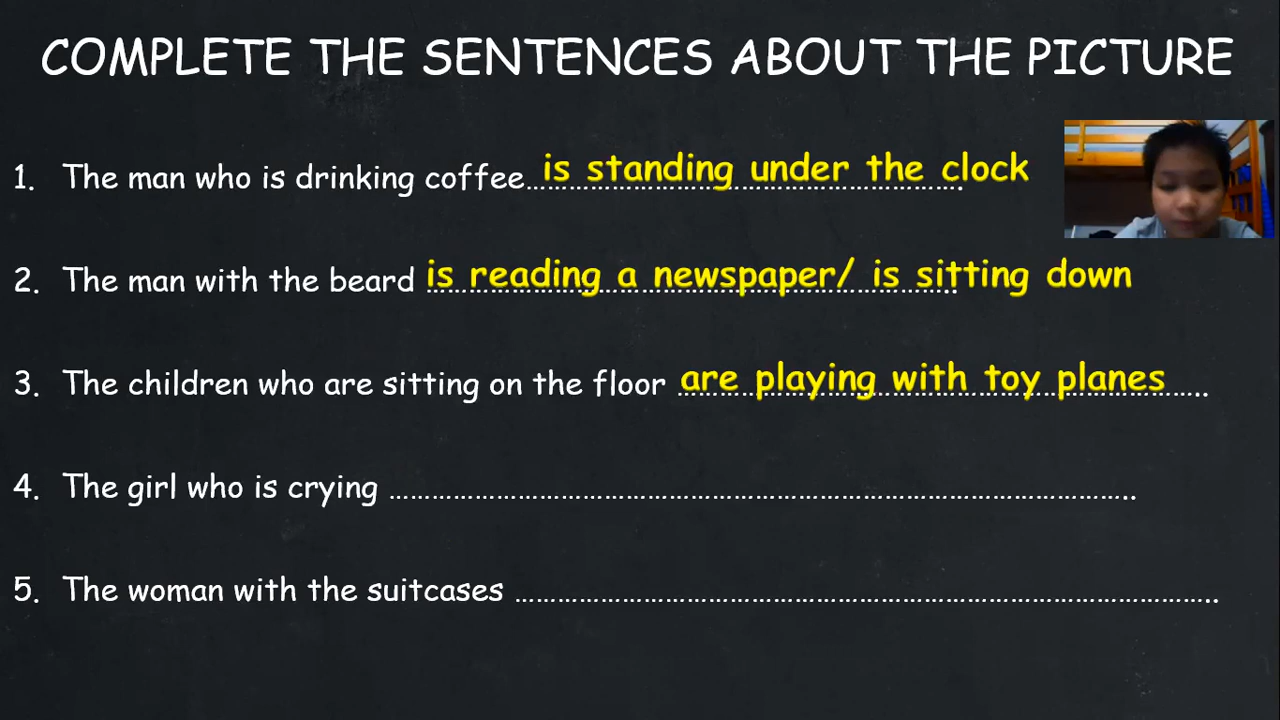 COMPLETE THE SENTENCES ABOUT THE PICTURE
1. The man who is drinking coffee is standing under the clock
2. The man with the beard is reading a newspaper/ is sitting down
3. The children who are sitting on the floor are playing with toy planes
4. The girl who is crying ................................................
5. The woman with the suitcases ................................................